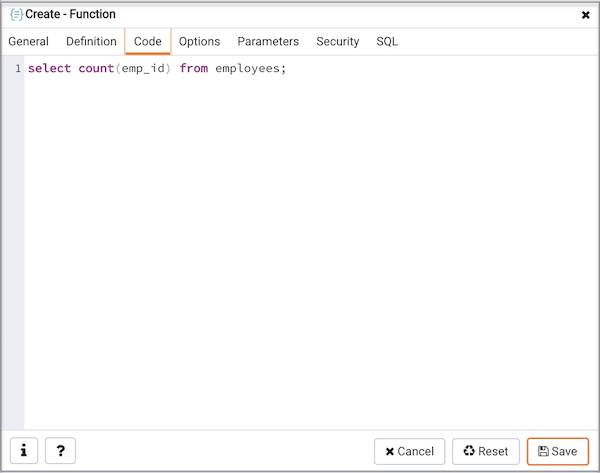 Create - Function
General Definition Code Options Parameters Security SQL
1 select count(emp_id) from employees;
i ? Cancel Reset Save